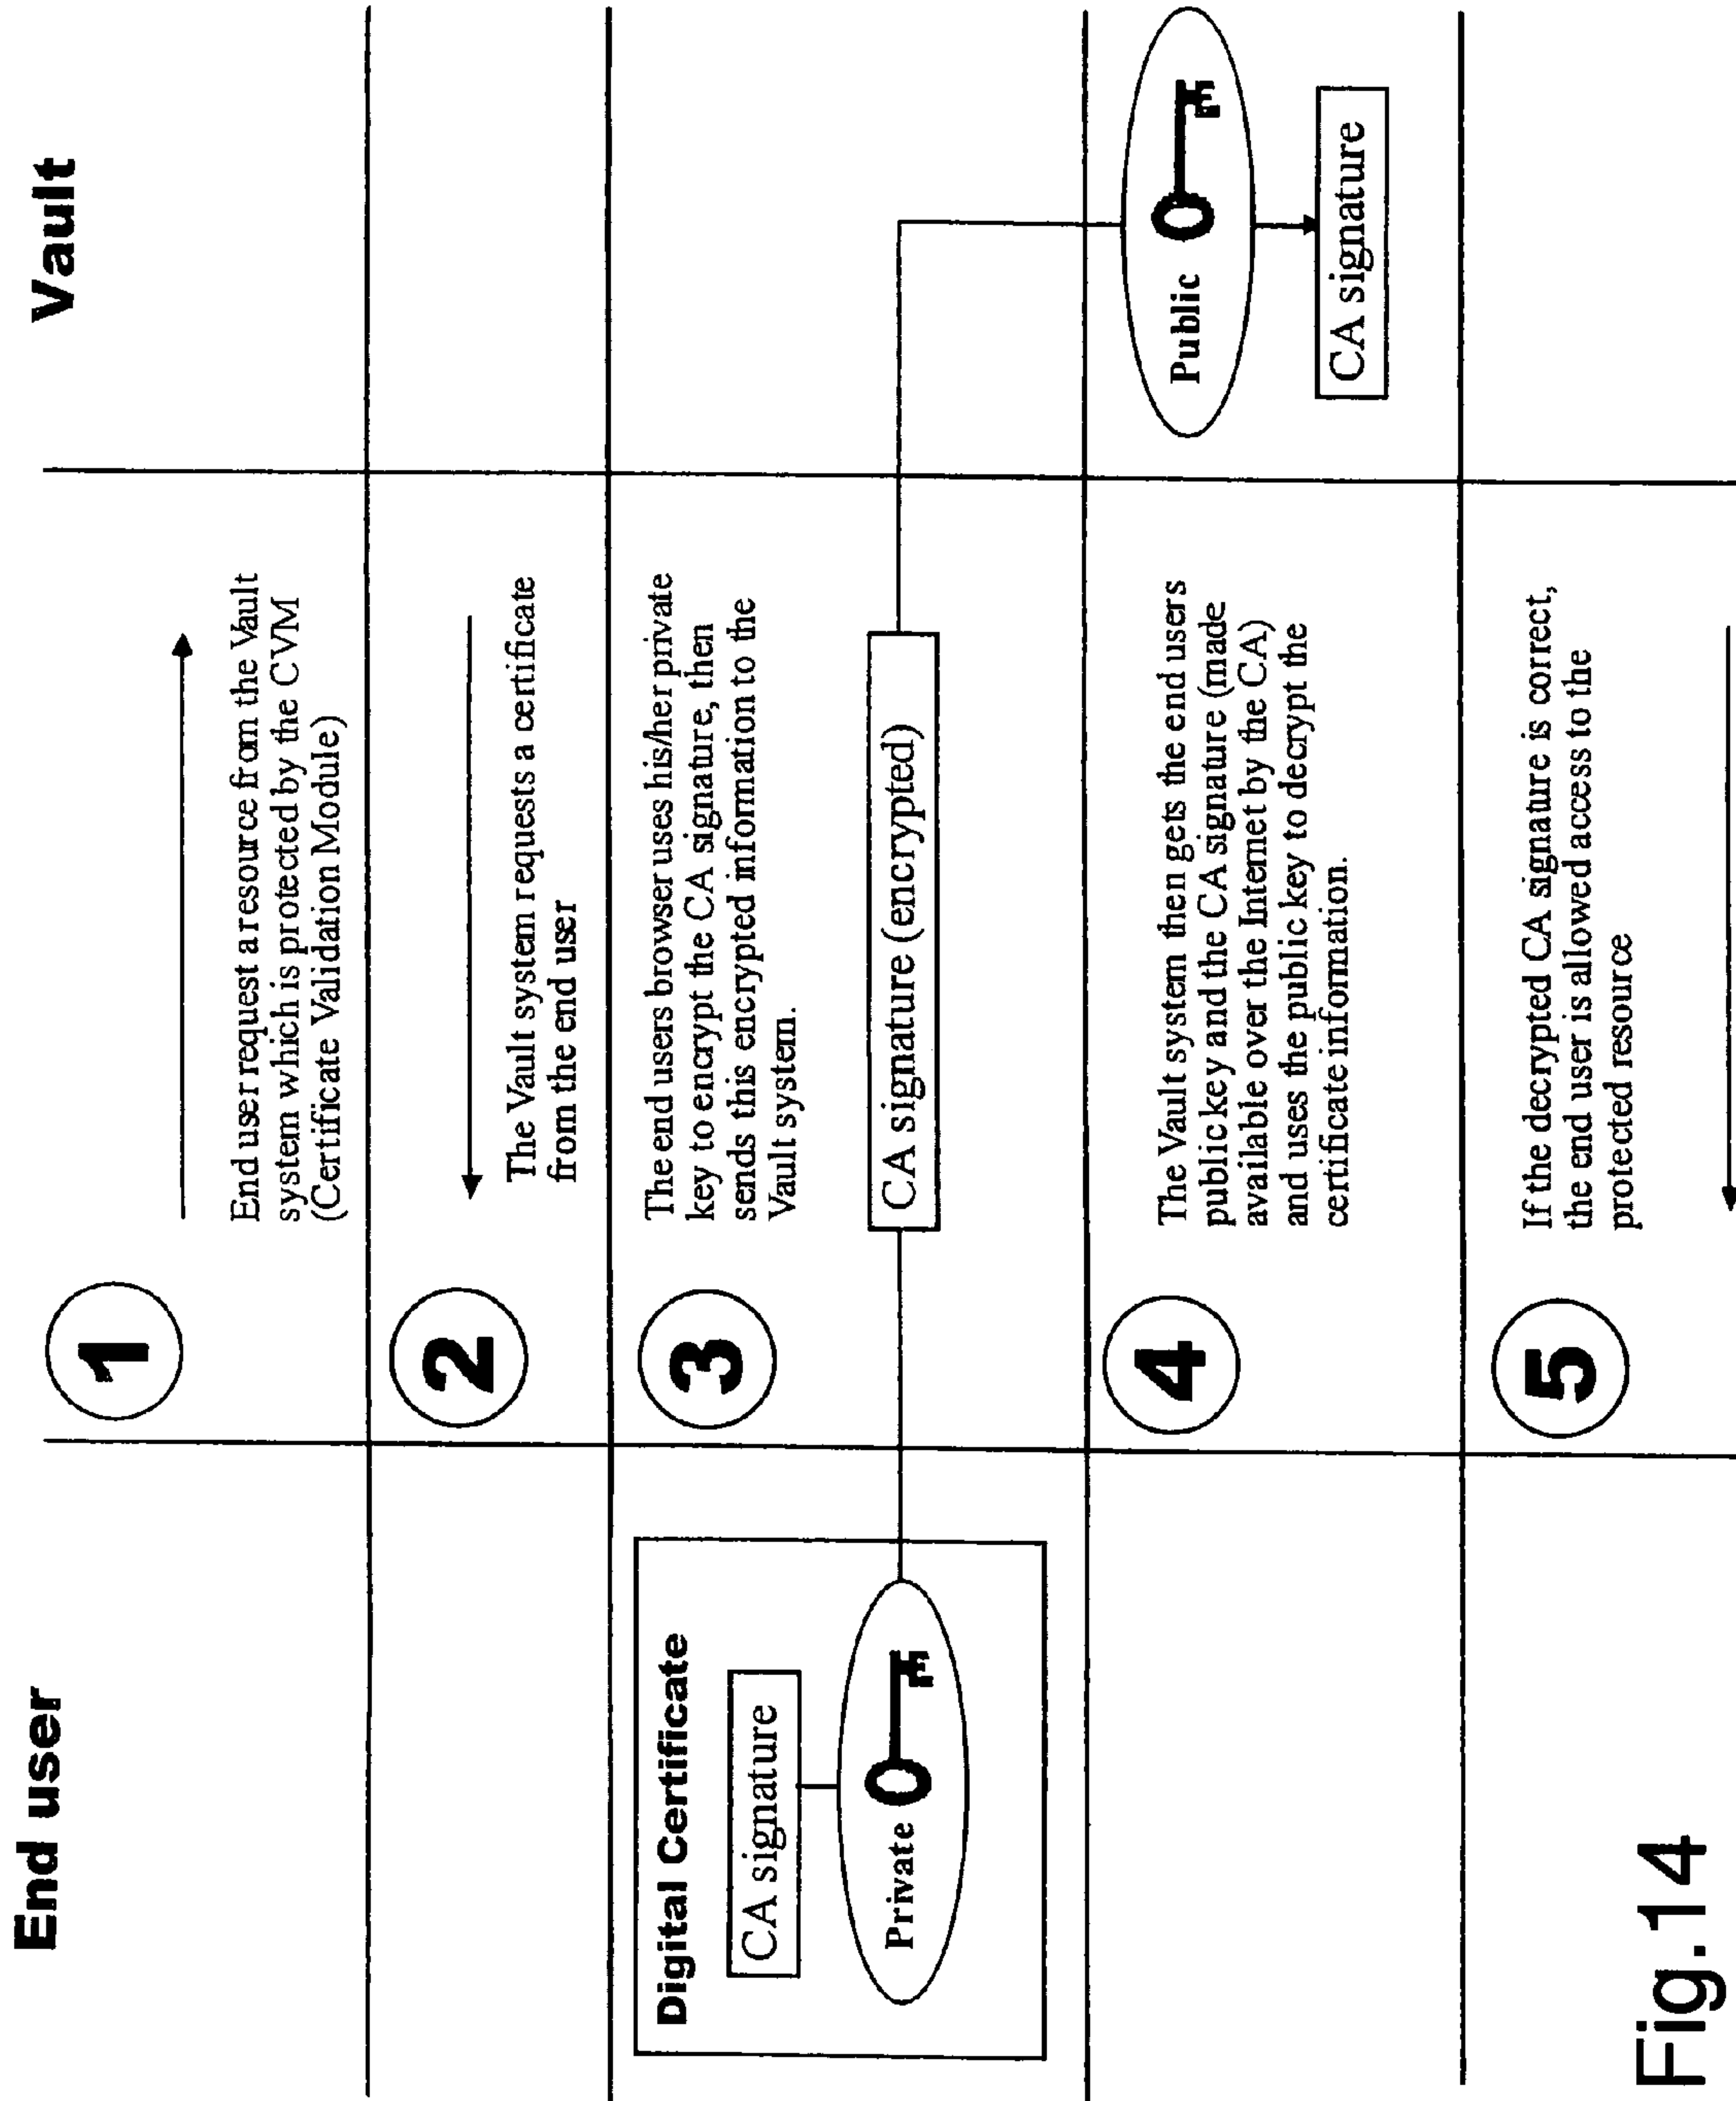 End user
Vault
1
End user request a resource from the Vault
system which is protected by the CVM
(Certificate Validation Module)
2
The Vault system requests a certificate
from the end user
3
The end users browser uses his/her private
key to encrypt the CA signature, then
sends this encrypted information to the
Vault system.
Digital Certificate
CA signature
Private
CA signature (encrypted)
4
The Vault system then gets the end users
public key and the CA signature (made
available over the Internet by the CA)
and uses the public key to decrypt the
certificate information.
Public
CA signature
5
If the decrypted CA signature is correct,
the end user is allowed access to the
protected resource
Fig.14